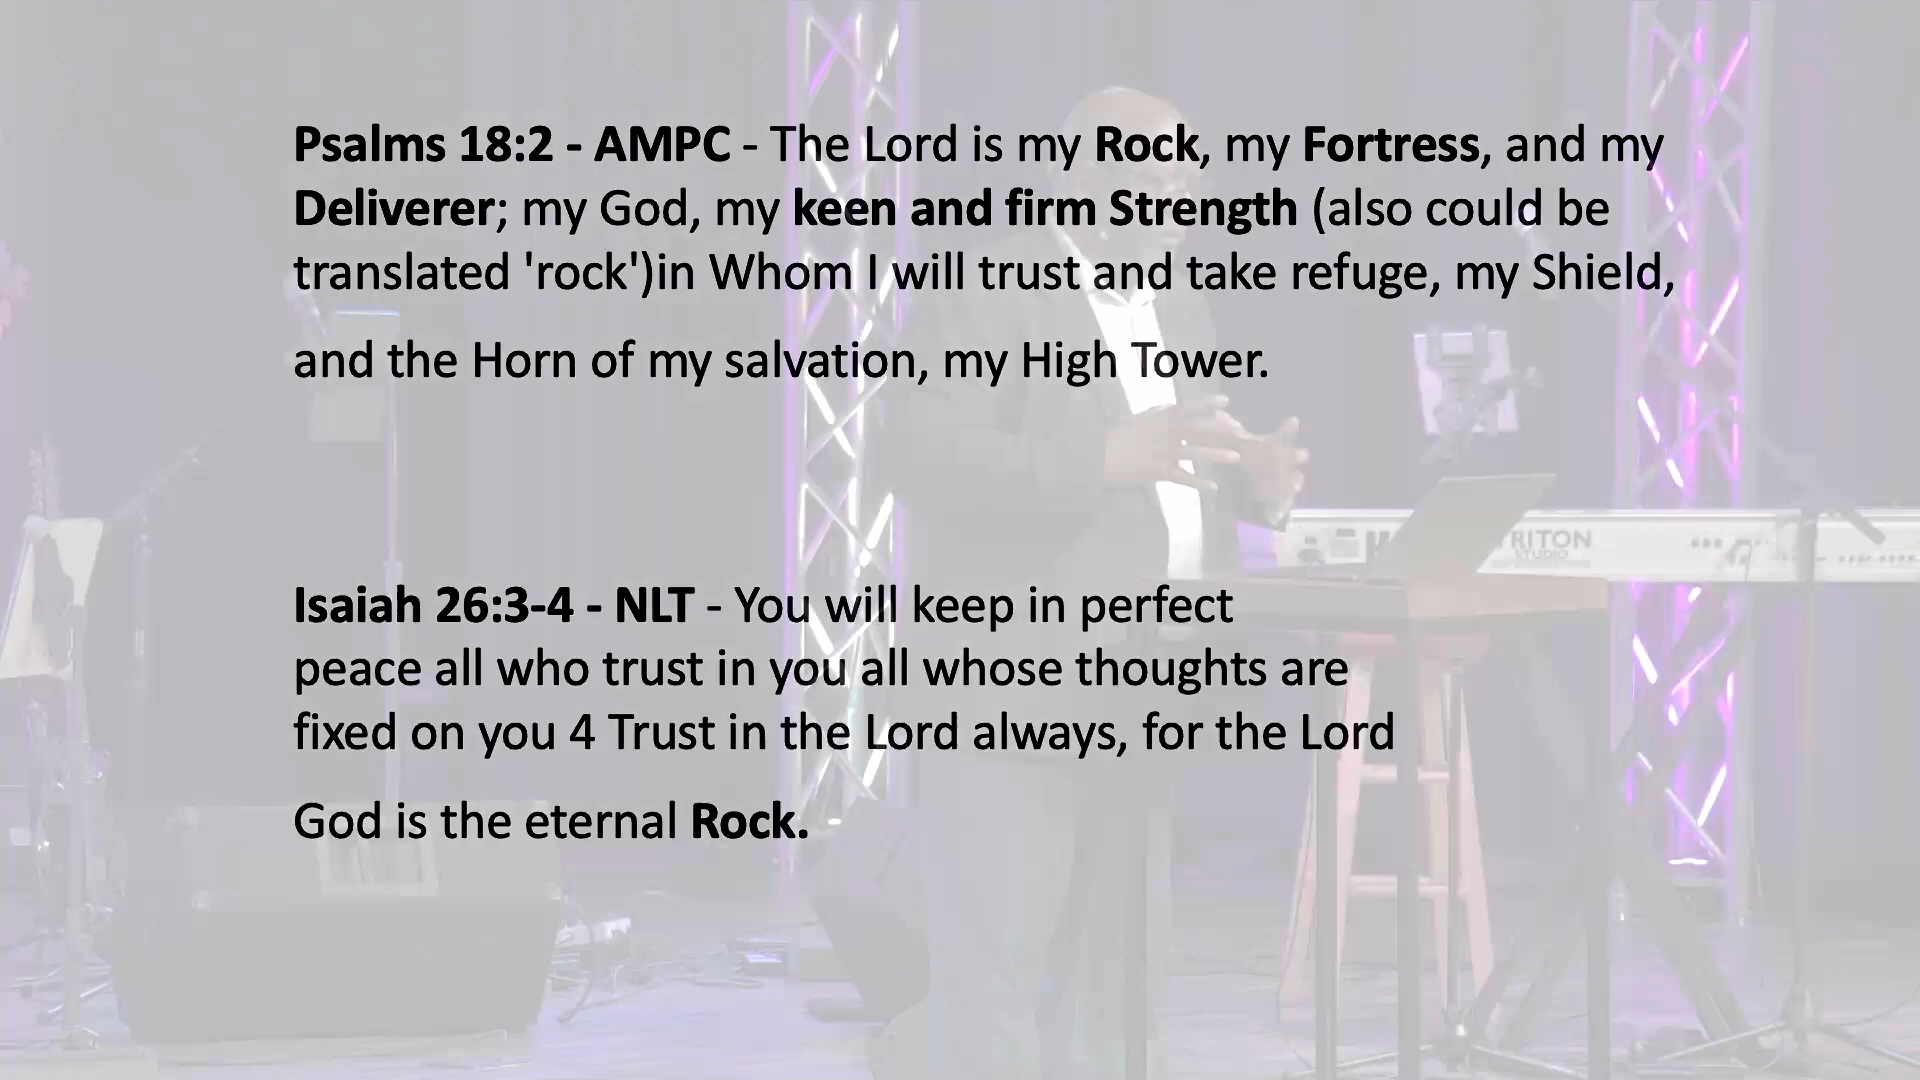 Psalms 18:2 - AMPC - The Lord is my Rock, my Fortress, and my
Deliverer; my God, my keen and firm Strength (also could be
translated 'rock')in Whom I will trust and take refuge, my Shield,
and the Horn of my salvation, my High Tower.
Isaiah 26:3-4 - NLT - You will keep in perfect
peace all who trust in you all whose thoughts are
fixed on you 4 Trust in the Lord always, for the Lord
God is the eternal Rock.
TRITON
STUDIO